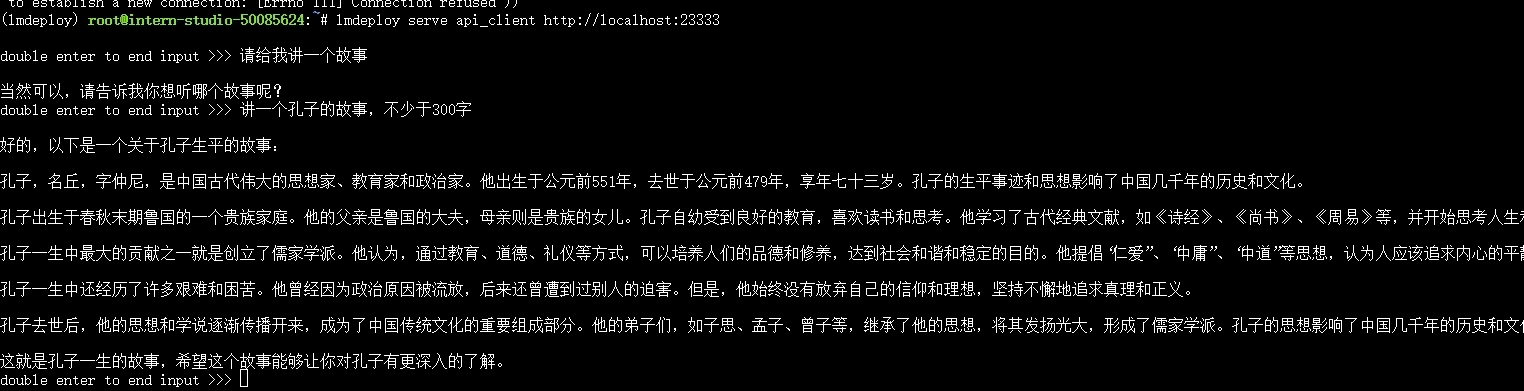 to establish a new connection: [Errno 111] Connection refused'))
(lmdeploy) root@intern-studio-50085624:~# lmdeploy serve api_client http://localhost:23333
double enter to end input >>> 请给我讲一个故事
当然可以，请告诉我你想听哪个故事呢？
double enter to end input >>> 讲一个孔子的故事，不少于300字
好的，以下是一个关于孔子生平的故事：
孔子，名丘，字仲尼，是中国古代伟大的思想家、教育家和政治家。他出生于公元前551年，去世于公元前479年，享年七十三岁。孔子的生平事迹和思想影响了中国几千年的历史和文化。
孔子出生于春秋末期鲁国的一个贵族家庭。他的父亲是鲁国的大夫，母亲则是贵族的女儿。孔子自幼受到良好的教育，喜欢读书和思考。他学习了古代经典文献，如《诗经》、《尚书》、《周易》等，并开始思考人生
孔子一生中最大的贡献之一就是创立了儒家学派。他认为，通过教育、道德、礼仪等方式，可以培养人们的品德和修养，达到社会和谐和稳定的目的。他提倡“仁爱”、“中庸”、“中道”等思想，认为人应该追求内心的平
孔子一生中还经历了许多艰难和困苦。他曾经因为政治原因被流放，后来还曾遭到过别人的迫害。但是，他始终没有放弃自己的信仰和理想，坚持不懈地追求真理和正义。
孔子去世后，他的思想和学说逐渐传播开来，成为了中国传统文化的重要组成部分。他的弟子们，如子思、孟子、曾子等，继承了他的思想，将其发扬光大，形成了儒家学派。孔子的思想影响了中国几千年的历史和文
这就是孔子一生的故事，希望这个故事能够让你对孔子有更深入的了解。
double enter to end input >>>